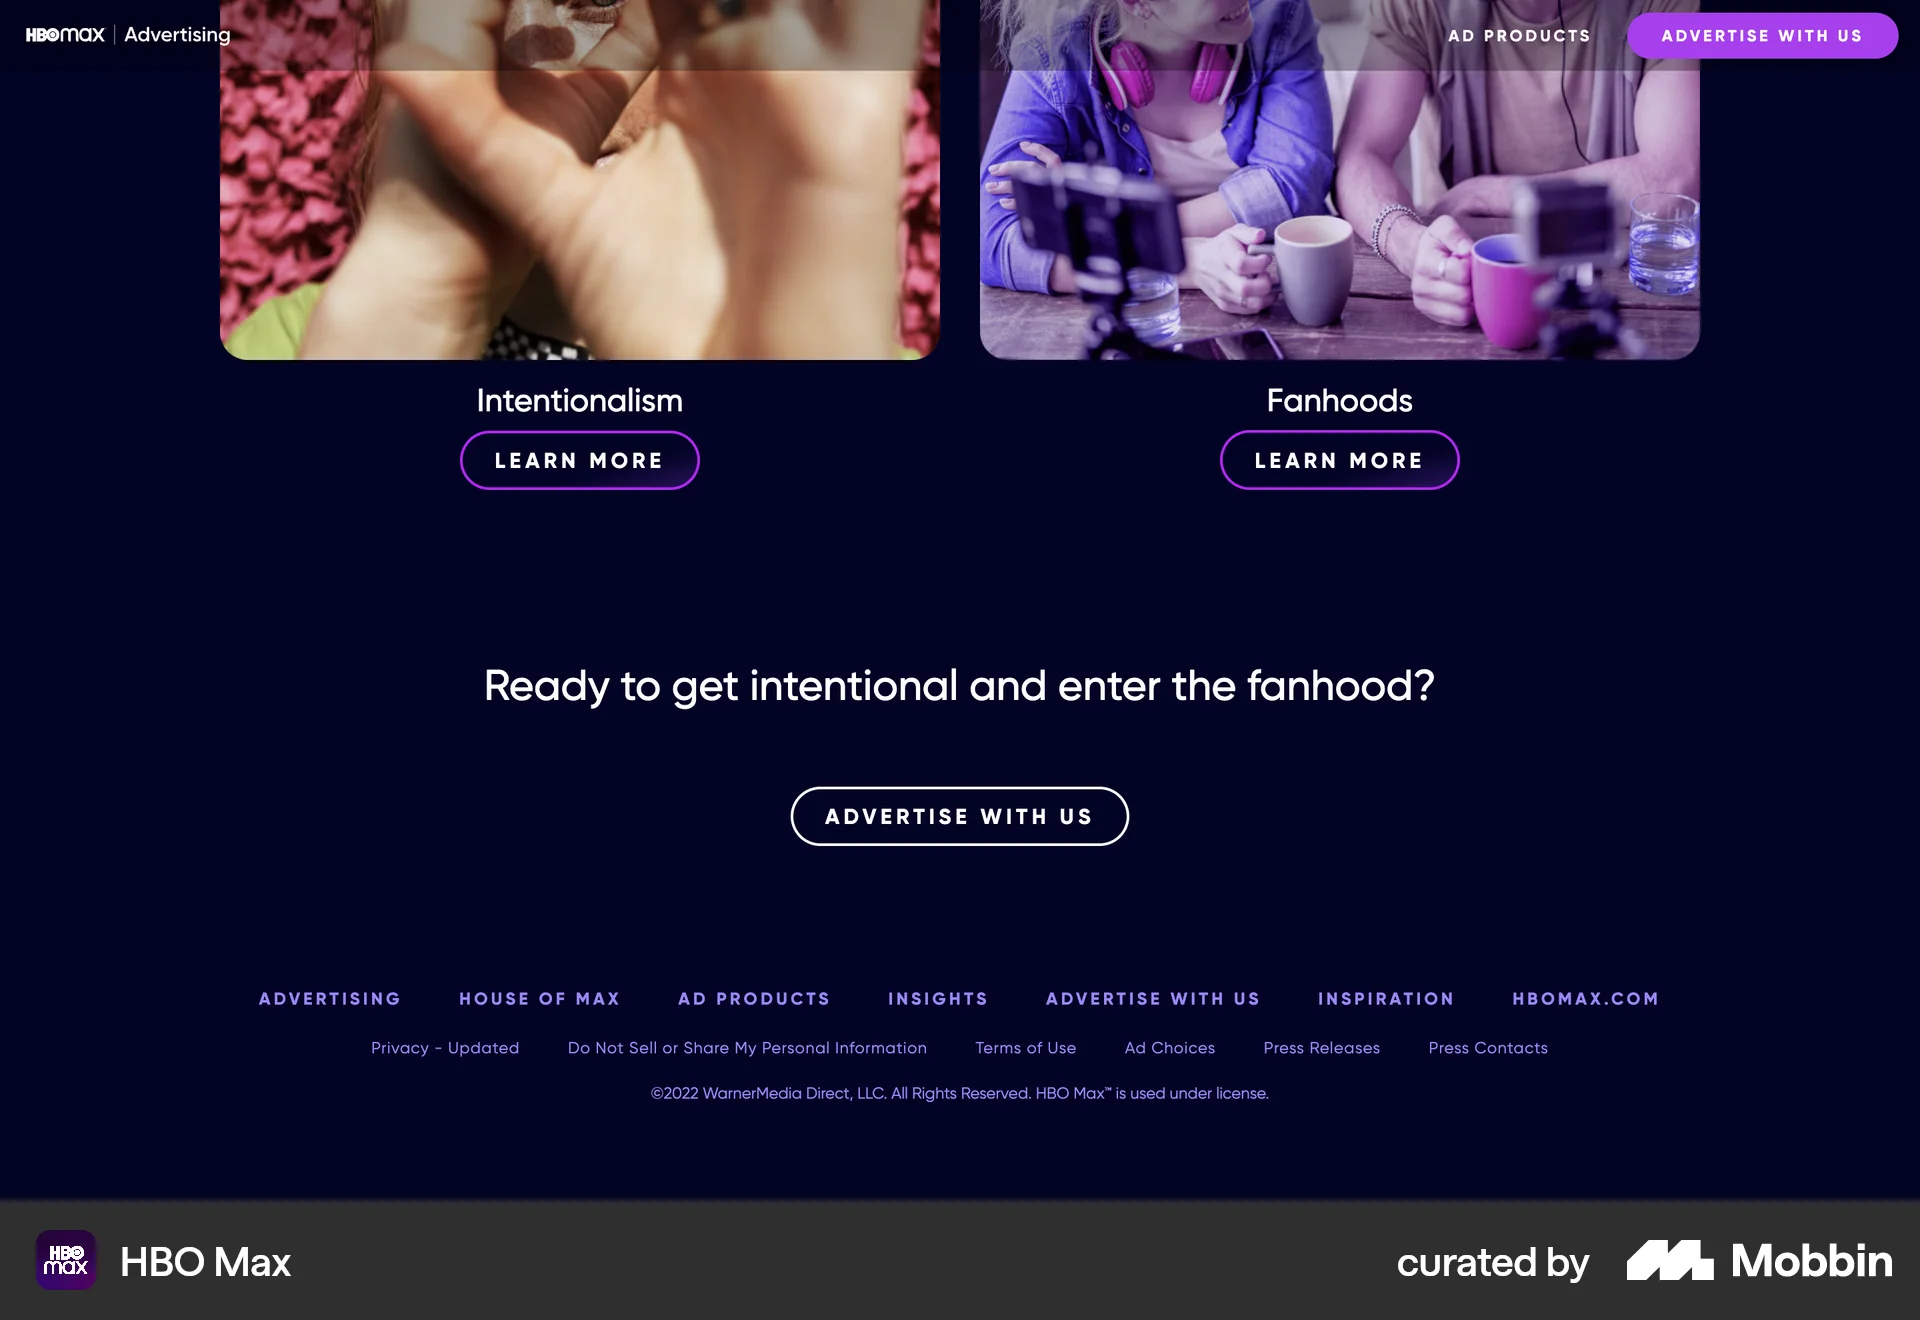 HBOmax | Advertising
AD PRODUCTS
ADVERTISE WITH US
Intentionalism
LEARN MORE
Fanhoods
LEARN MORE
Ready to get intentional and enter the fanhood?
ADVERTISE WITH US
ADVERTISING HOUSE OF MAX AD PRODUCTS INSIGHTS ADVERTISE WITH US INSPIRATION HBOMAX.COM
Privacy - Updated Do Not Sell or Share My Personal Information Terms of Use Ad Choices Press Releases Press Contacts
©2022 WarnerMedia Direct, LLC. All Rights Reserved. HBO Max™ is used under license.
HBO
max
HBO Max
curated by
Mobbin